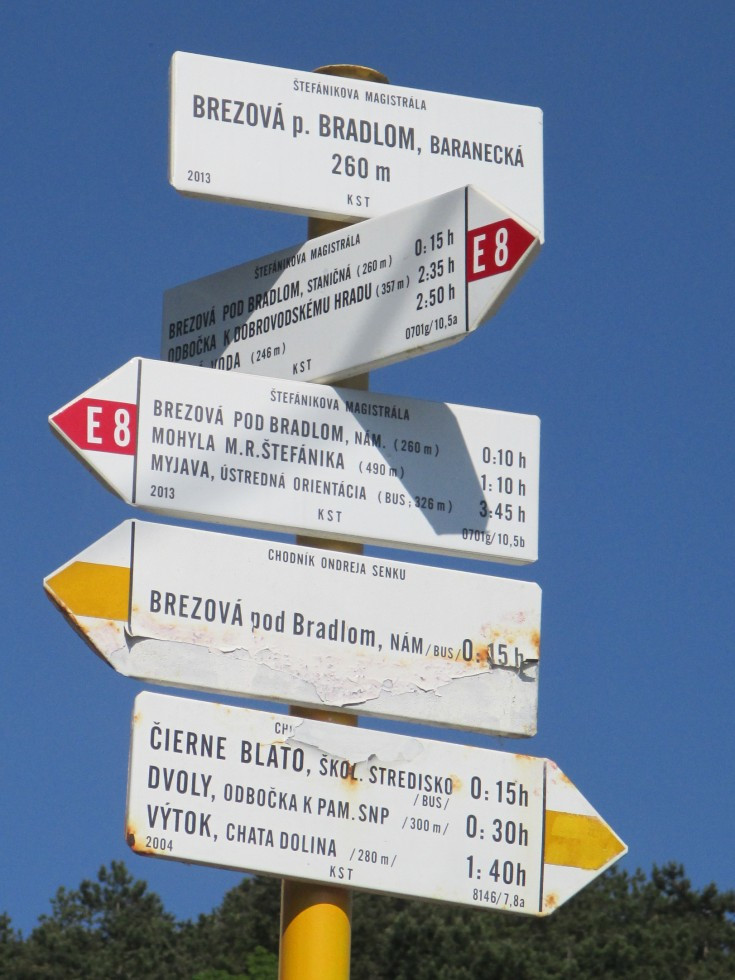 ŠTEFÁNIKOVA MAGISTRÁLA
BREZOVÁ p. BRADLOM, BARANECKÁ
260 m
2013
KST
ŠTEFÁNIKOVA MAGISTRÁLA
BREZOVÁ POD BRADLOM, STANIČNÁ (260 m) 0:15 h
ODBOČKA K DOBROVODSKÉMU HRADU (357 m) 2:35 h
VODA (246 m) 2:50 h
KST
0701g/10,5a
E 8
ŠTEFÁNIKOVA MAGISTRÁLA
E 8
BREZOVÁ POD BRADLOM, NÁM. (260 m) 0:10 h
MOHYLA M.R.ŠTEFÁNIKA (490 m) 1:10 h
MYJAVA, ÚSTREDNÁ ORIENTÁCIA (BUS; 326 m) 3:45 h
2013
KST
0701g/10,5b
CHODNÍK ONDREJA SENKU
BREZOVÁ pod Bradlom, NÁM/BUS/ 0:15 h
ČIERNE BLATO, ŠKOL. STREDISKO 0:15h
/BUS/
DVOLY, ODBOČKA K PAM.SNP /300 m/ 0:30h
VÝTOK, CHATA DOLINA /280 m/ 1:40h
2004
KST
8146/7,8a